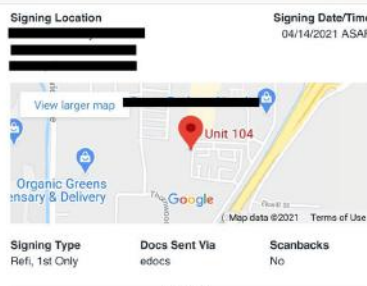 Signing Location
Signing Date/Time
04/14/2021 ASAP
View larger map
Unit 104
Organic Greens
ensary & Delivery
Google
Map data ©2021 Terms of Use
Signing Type
Docs Sent Via
Scanbacks
Refi, 1st Only
edocs
No